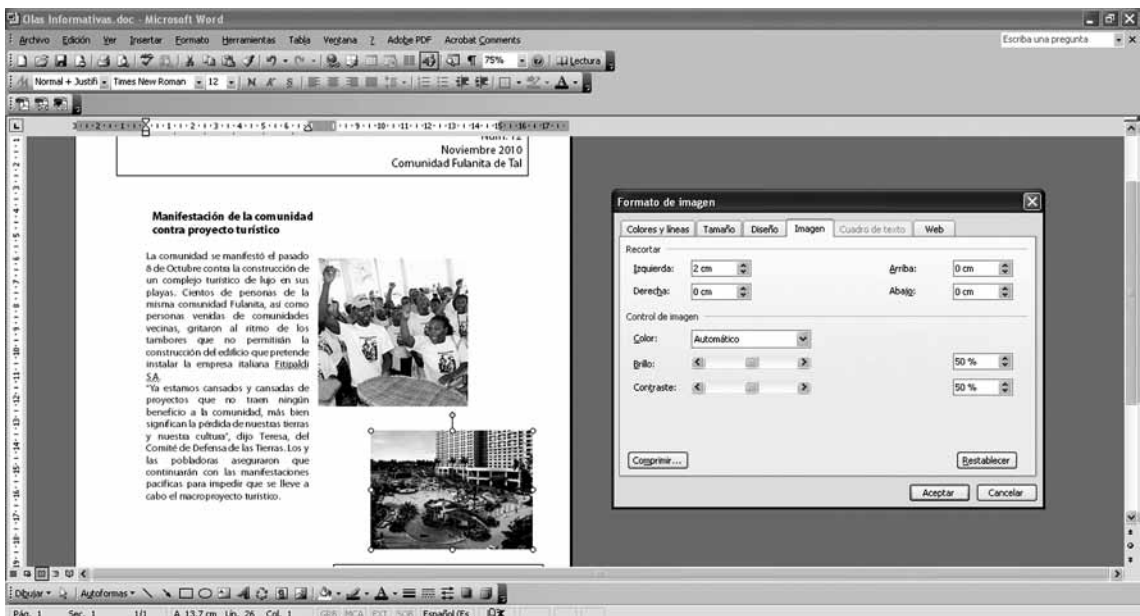 Olas Informativas.doc - Microsoft Word
Archivo Edición Ver Insertar Formato Herramientas Tabla Ventana ? Adobe PDF Acrobat Comments
Escriba una pregunta
75%
Lectura
Normal + Justifi
Times New Roman
12
N K S
Núm. 12
Noviembre 2010
Comunidad Fulanita de Tal
Manifestación de la comunidad
contra proyecto turístico
La comunidad se manifestó el pasado
8 de Octubre contra la construcción de
un complejo turístico de lujo en sus
playas. Cientos de personas de la
misma comunidad Fulanita, así como
personas venidas de comunidades
vecinas, gritaron al ritmo de los
tambores que no permitirán la
construcción del edificio que pretende
instalar la empresa italiana Fitipaldi
S.A.
"Ya estamos cansados y cansadas de
proyectos que no traen ningún
beneficio a la comunidad, más bien
significan la pérdida de nuestras tierras
y nuestra cultura", dijo Teresa, del
Comité de Defensa de las Tierras. Los y
las pobladoras aseguraron que
continuarán con las manifestaciones
pacíficas para impedir que se lleve a
cabo el macroproyecto turístico.
Formato de imagen
Colores y líneas Tamaño Diseño Imagen Cuadro de texto Web
Recortar
Izquierda: 2 cm Arriba: 0 cm
Derecha: 0 cm Abajo: 0 cm
Control de imagen
Color: Automático
Brillo: 50 %
Contraste: 50 %
Comprimir... Restablecer
Aceptar Cancelar
Dibujar Autoformas
Pág. 1 Sec. 1 1/1 A 13,7 cm Lín. 26 Col. 1 GRB MCA EXT SOB Español (Es